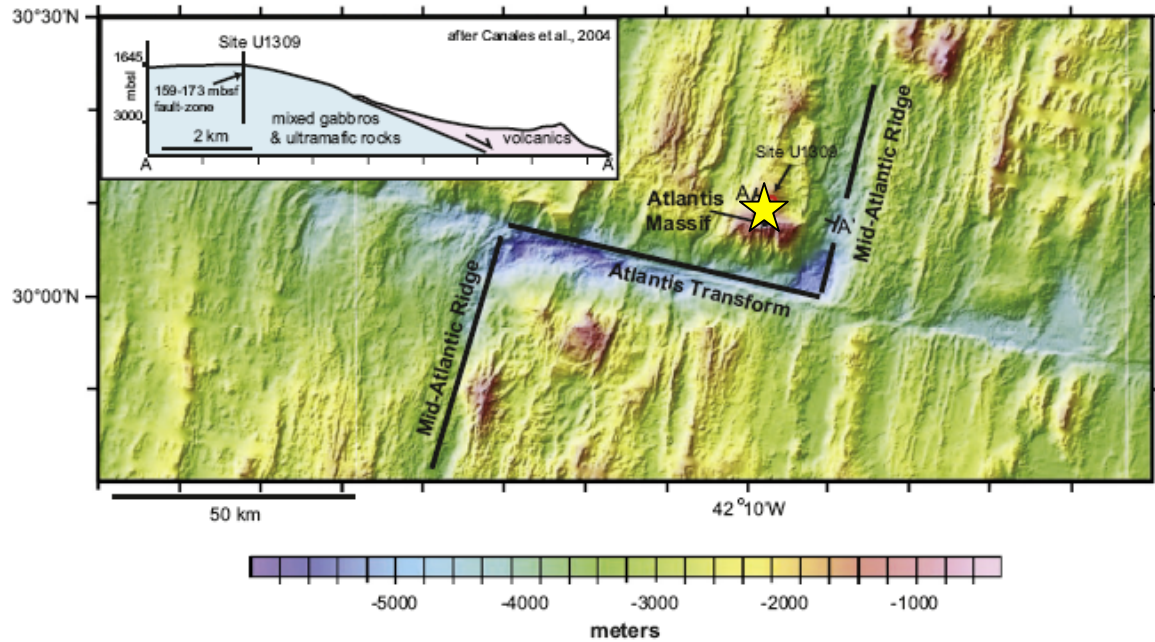 30°30'N
after Canales et al., 2004
Site U1309
1645
mbsl
159-173 mbsf
fault-zone
3000
mixed gabbros
& ultramafic rocks
volcanics
2 km
A
A'
Mid-Atlantic Ridge
Site U1309
Atlantis
Massif
A
A'
Atlantis Transform
30°00'N
Mid-Atlantic Ridge
50 km
42°10'W
-5000
-4000
-3000
-2000
-1000
meters